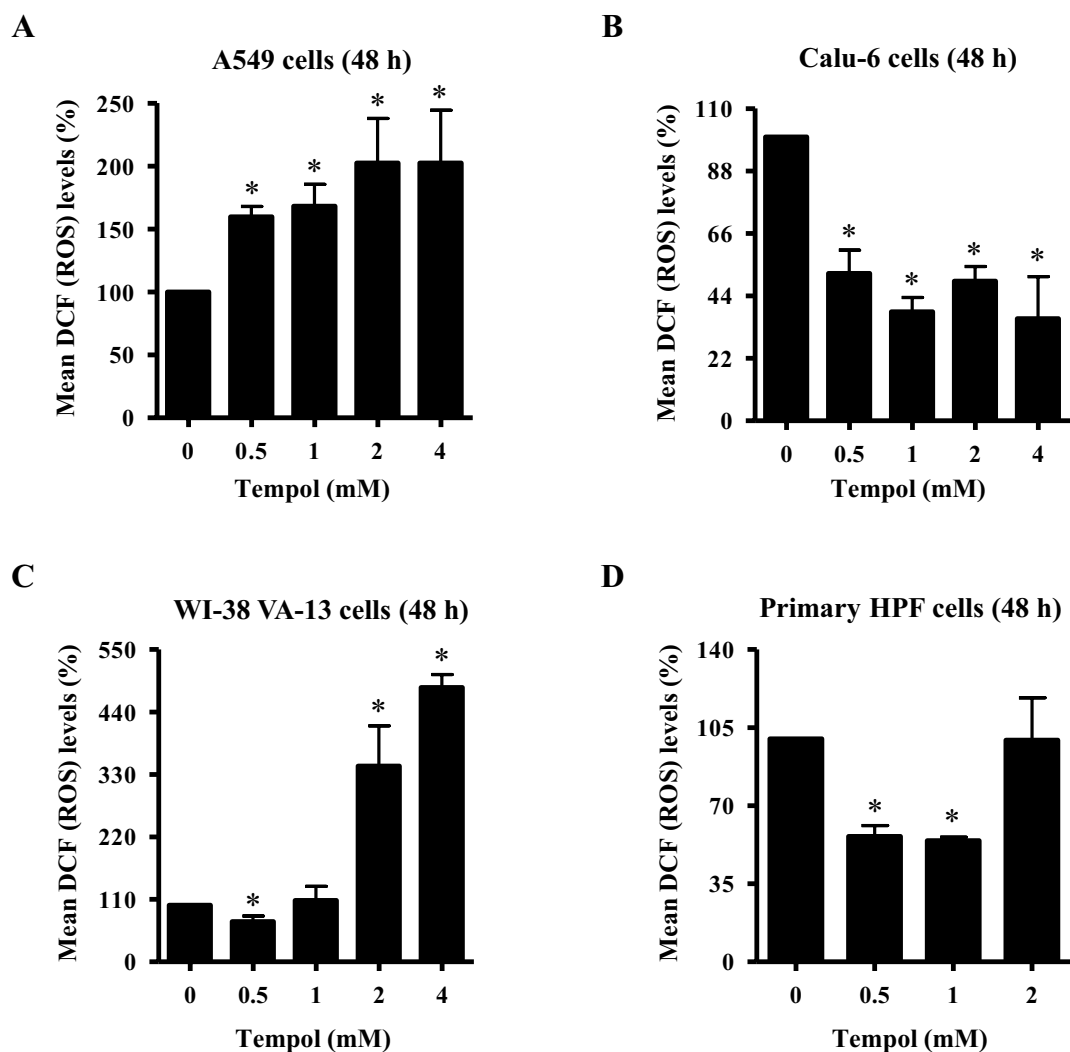 A
A549 cells (48 h)
Mean DCF (ROS) levels (%)
250
200
150
100
50
0
* * * *
0 0.5 1 2 4
Tempol (mM)
B
Calu-6 cells (48 h)
Mean DCF (ROS) levels (%)
110
88
66
44
22
0
* * * *
0 0.5 1 2 4
Tempol (mM)
C
WI-38 VA-13 cells (48 h)
Mean DCF (ROS) levels (%)
550
440
330
220
110
0
* * *
0 0.5 1 2 4
Tempol (mM)
D
Primary HPF cells (48 h)
Mean DCF (ROS) levels (%)
140
105
70
35
0
* *
0 0.5 1 2
Tempol (mM)